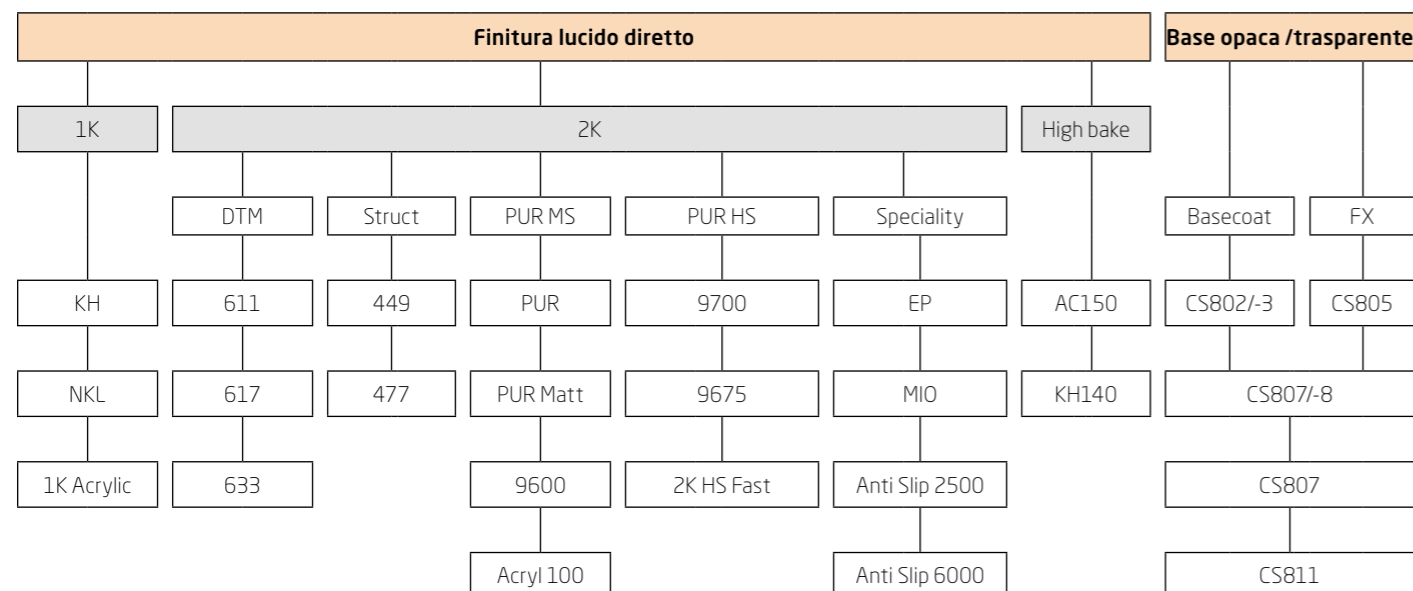 Finitura lucido diretto
Base opaca /trasparente
1K
2K
High bake
DTM
Struct
PUR MS
PUR HS
Speciality
Basecoat
FX
KH
611
449
PUR
9700
EP
AC150
CS802/-3
CS805
NKL
617
477
PUR Matt
9675
MIO
KH140
CS807/-8
1K Acrylic
633
9600
2K HS Fast
Anti Slip 2500
CS807
Acryl 100
Anti Slip 6000
CS811